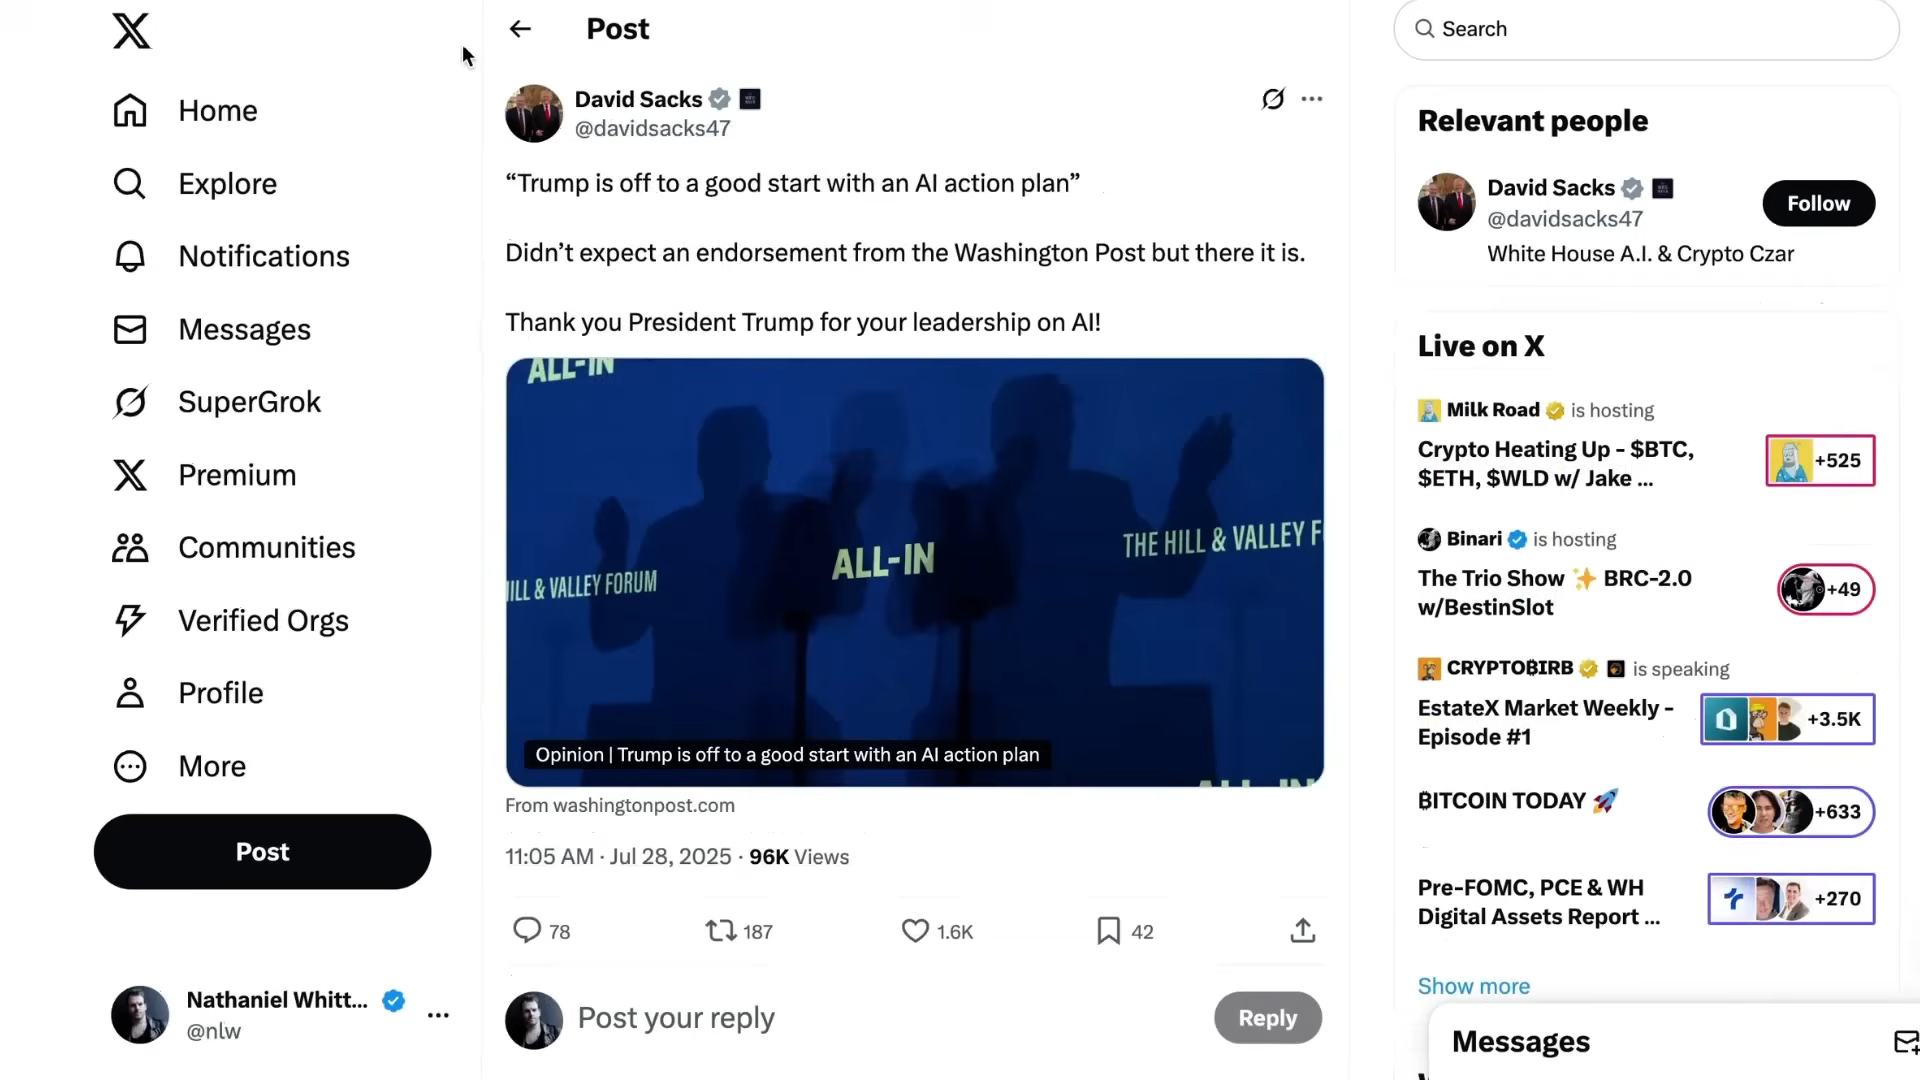 Home
Explore
Notifications
Messages
SuperGrok
Premium
Communities
Verified Orgs
Profile
More
Post
Nathaniel Whitt...
@nlw
Post
David Sacks
@davidsacks47
“Trump is off to a good start with an AI action plan”
Didn’t expect an endorsement from the Washington Post but there it is.
Thank you President Trump for your leadership on AI!
ALL-IN
THE HILL & VALLEY F
ALL-IN
ILL & VALLEY FORUM
Opinion | Trump is off to a good start with an AI action plan
ALL-IN
From washingtonpost.com
11:05 AM · Jul 28, 2025 · 96K Views
78
187
1.6K
42
Post your reply
Reply
Search
Relevant people
David Sacks
@davidsacks47
Follow
White House A.I. & Crypto Czar
Live on X
Milk Road is hosting
Crypto Heating Up - $BTC,
$ETH, $WLD w/ Jake ...
+525
Binari is hosting
The Trio Show ✨ BRC-2.0
w/BestinSlot
+49
CRYPTO₿IRB is speaking
EstateX Market Weekly -
Episode #1
+3.5K
₿ITCOIN TODAY 🚀
+633
Pre-FOMC, PCE & WH
Digital Assets Report ...
+270
Show more
Messages